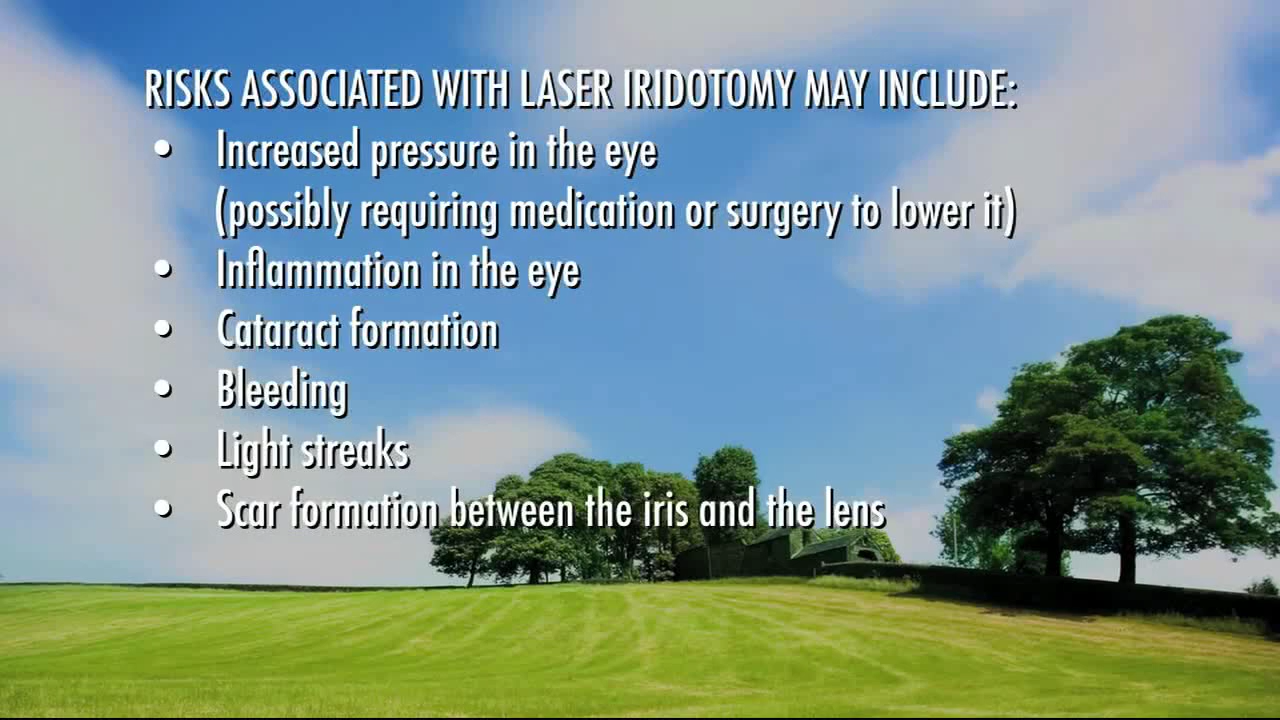 RISKS ASSOCIATED WITH LASER IRIDOTOMY MAY INCLUDE:
• Increased pressure in the eye
(possibly requiring medication or surgery to lower it)
• Inflammation in the eye
• Cataract formation
• Bleeding
• Light streaks
• Scar formation between the iris and the lens